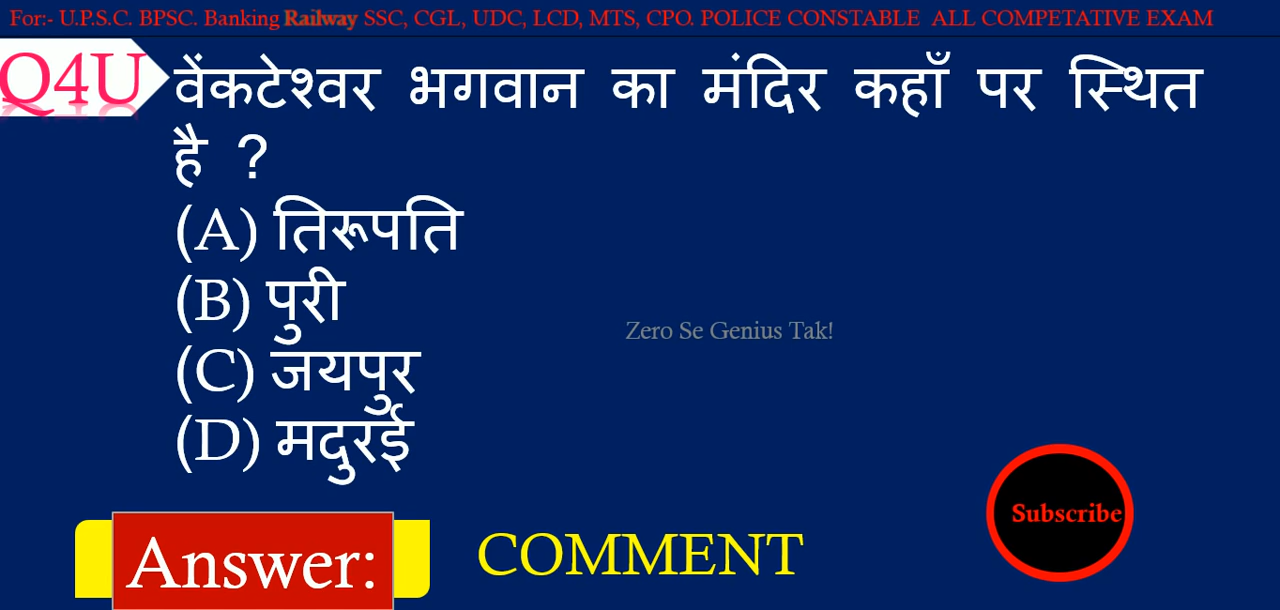 For:- U.P.S.C. BPSC. Banking Railway SSC, CGL, UDC, LCD, MTS, CPO. POLICE CONSTABLE ALL COMPETATIVE EXAM
Q4U
वेंकटेश्वर भगवान का मंदिर कहाँ पर स्थित
है ?
(A) तिरूपति
(B) पुरी
(C) जयपुर
(D) मदुरई
Zero Se Genius Tak!
Subscribe
Answer: COMMENT